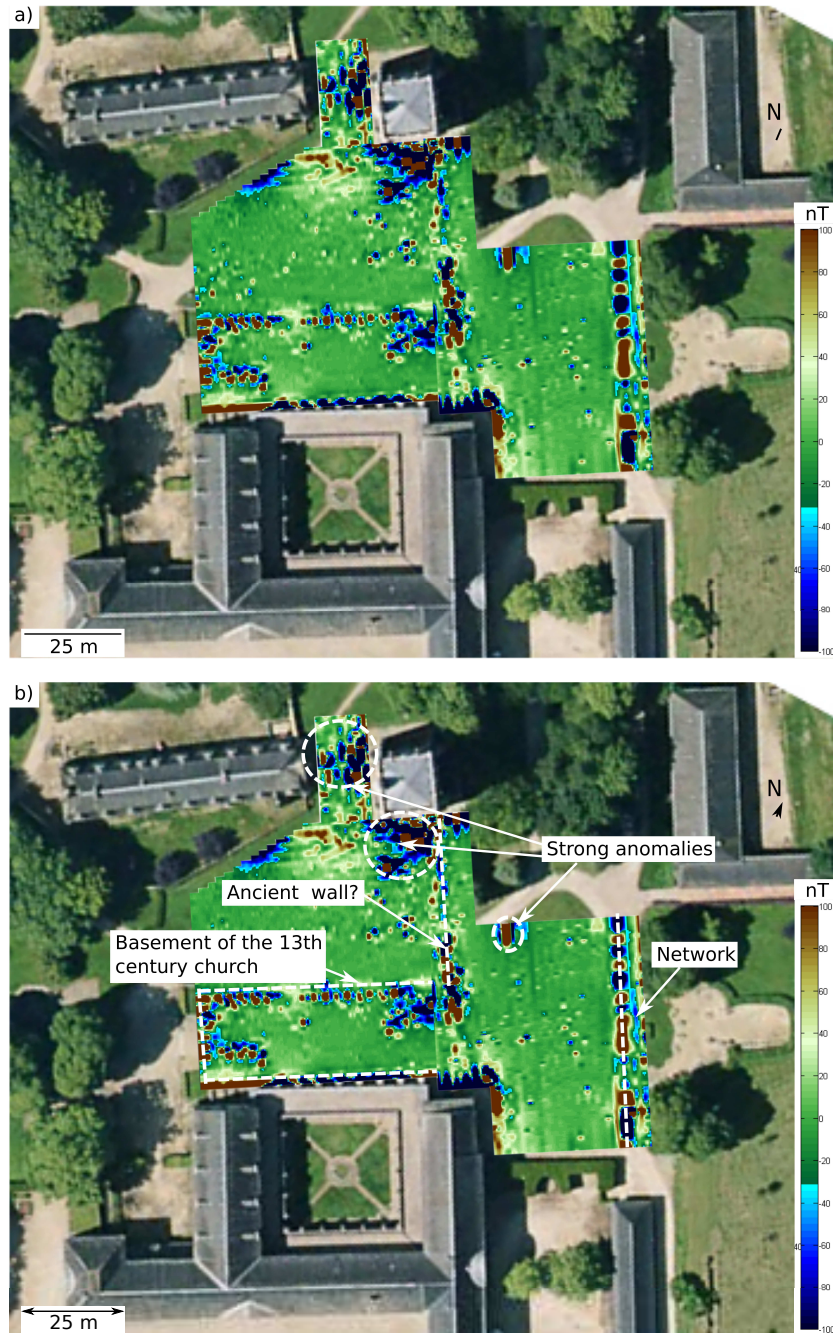 a)
N
nT
100
80
60
40
20
0
-20
-40
-60
-80
-100
25 m
b)
N
Strong anomalies
nT
Ancient wall?
Basement of the 13th
century church
Network
100
80
60
40
20
0
-20
-40
-60
-80
-100
25 m